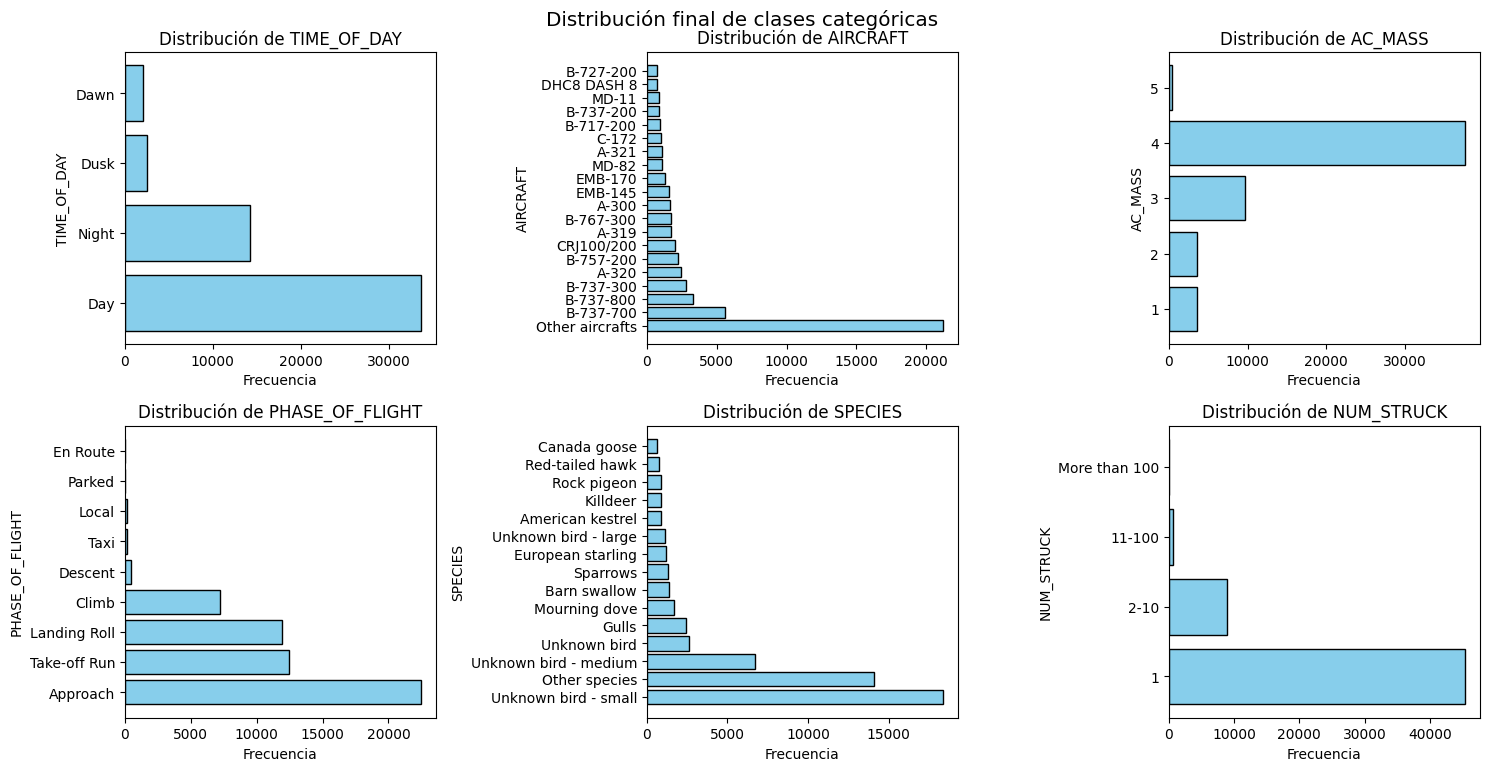 Distribución final de clases categóricas
Distribución de TIME_OF_DAY
TIME_OF_DAY
Dawn
Dusk
Night
Day
0 10000 20000 30000
Frecuencia
Distribución de AIRCRAFT
AIRCRAFT
B-727-200
DHC8 DASH 8
MD-11
B-737-200
B-717-200
C-172
A-321
MD-82
EMB-170
EMB-145
A-300
B-767-300
A-319
CRJ100/200
B-757-200
A-320
B-737-300
B-737-800
B-737-700
Other aircrafts
0 5000 10000 15000 20000
Frecuencia
Distribución de AC_MASS
AC_MASS
5
4
3
2
1
0 10000 20000 30000
Frecuencia
Distribución de PHASE_OF_FLIGHT
PHASE_OF_FLIGHT
En Route
Parked
Local
Taxi
Descent
Climb
Landing Roll
Take-off Run
Approach
0 5000 10000 15000 20000
Frecuencia
Distribución de SPECIES
SPECIES
Canada goose
Red-tailed hawk
Rock pigeon
Killdeer
American kestrel
Unknown bird - large
European starling
Sparrows
Barn swallow
Mourning dove
Gulls
Unknown bird
Unknown bird - medium
Other species
Unknown bird - small
0 5000 10000 15000
Frecuencia
Distribución de NUM_STRUCK
NUM_STRUCK
More than 100
11-100
2-10
1
0 10000 20000 30000 40000
Frecuencia